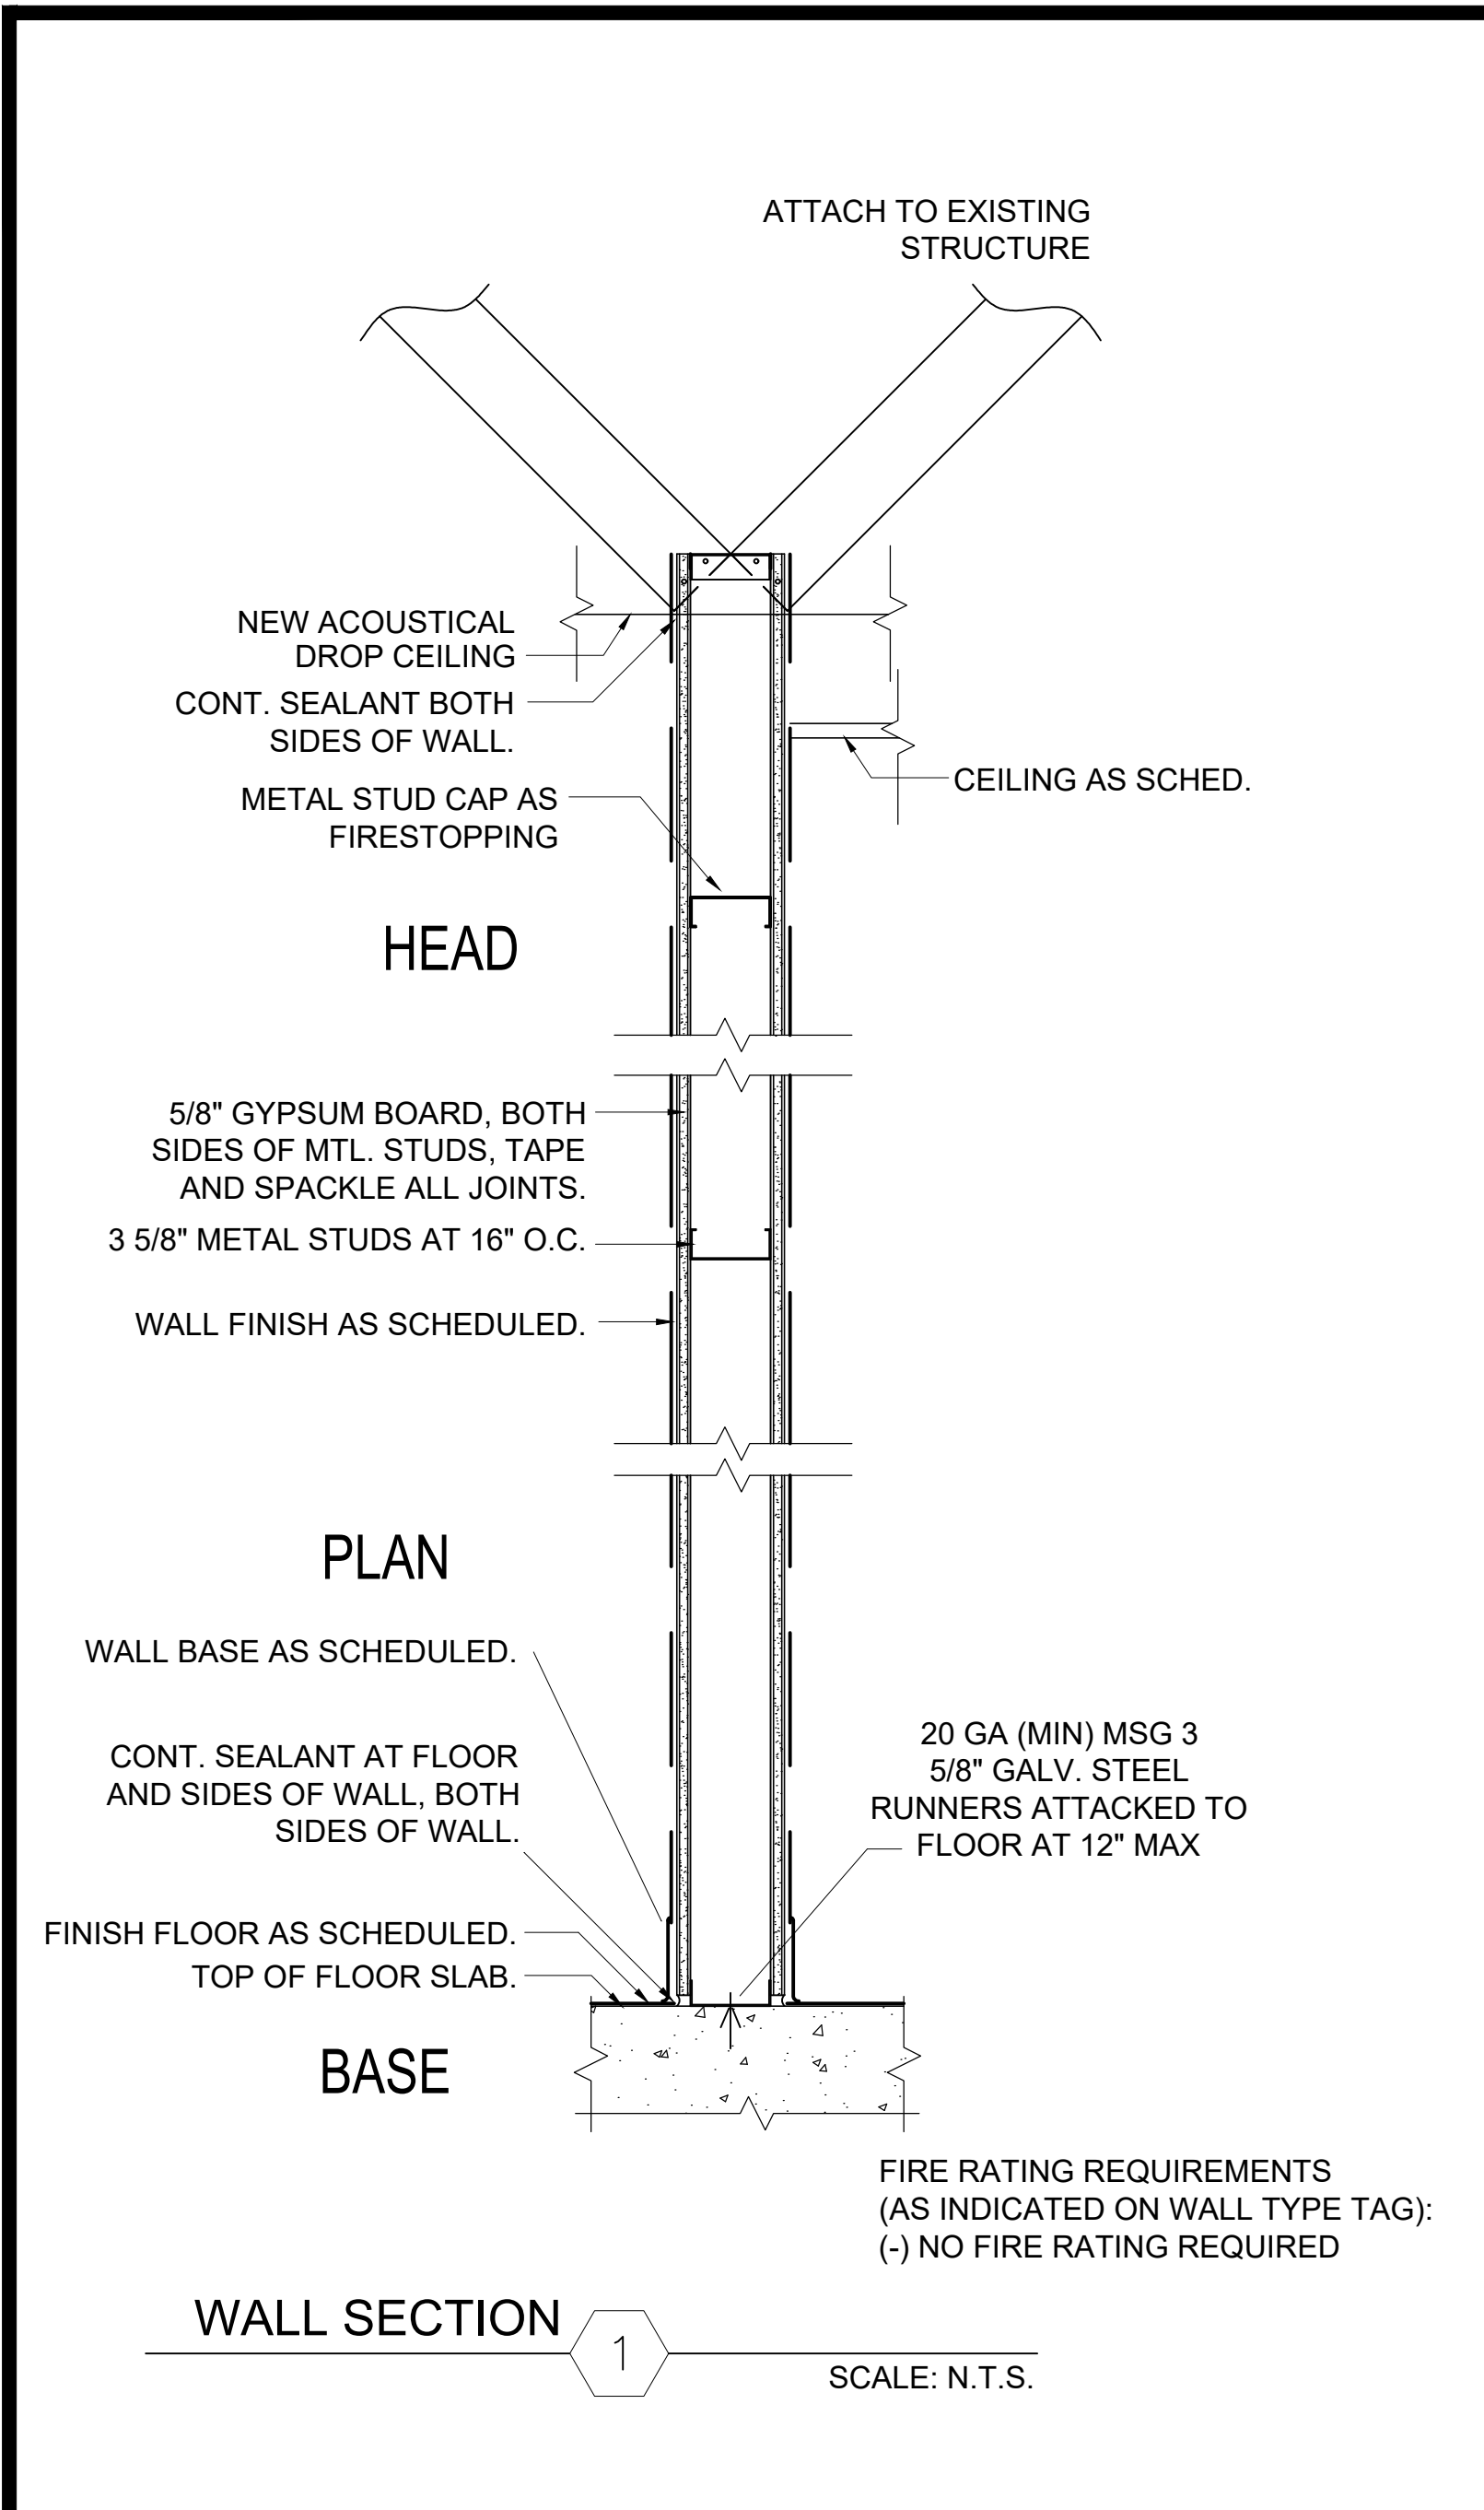 ATTACH TO EXISTING
STRUCTURE
NEW ACOUSTICAL
DROP CEILING
CONT. SEALANT BOTH
SIDES OF WALL.
CEILING AS SCHED.
METAL STUD CAP AS
FIRESTOPPING
HEAD
5/8" GYPSUM BOARD, BOTH
SIDES OF MTL. STUDS, TAPE
AND SPACKLE ALL JOINTS.
3 5/8" METAL STUDS AT 16" O.C.
WALL FINISH AS SCHEDULED.
PLAN
WALL BASE AS SCHEDULED.
CONT. SEALANT AT FLOOR
AND SIDES OF WALL, BOTH
SIDES OF WALL.
20 GA (MIN) MSG 3
5/8" GALV. STEEL
RUNNERS ATTACKED TO
FLOOR AT 12" MAX
FINISH FLOOR AS SCHEDULED.
TOP OF FLOOR SLAB.
BASE
FIRE RATING REQUIREMENTS
(AS INDICATED ON WALL TYPE TAG):
(-) NO FIRE RATING REQUIRED
WALL SECTION
1
SCALE: N.T.S.